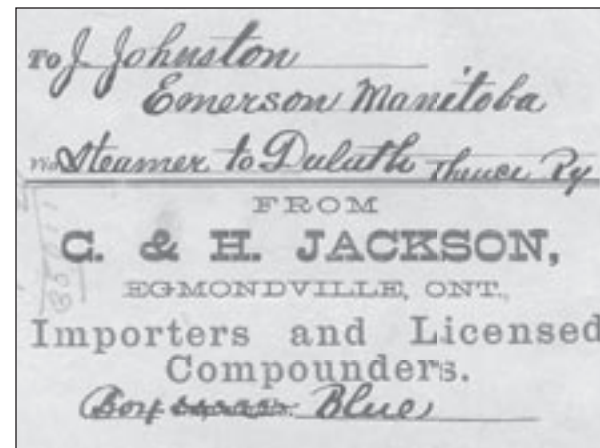 To J. Johnston
Emerson Manitoba
Via Steamer to Duluth Thence Ry
FROM
C. & H. JACKSON,
EGMONDVILLE, ONT.,
Importers and Licensed
Compounders.
Box Blue